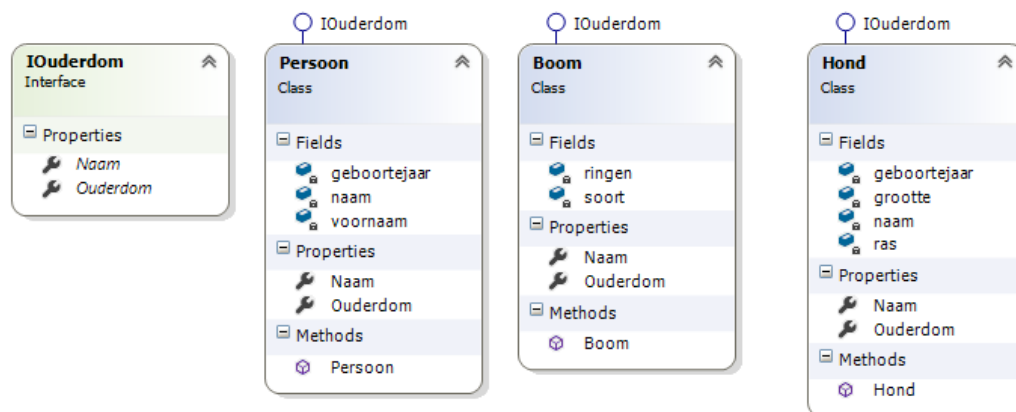 IOuderdom
Interface
Properties
Naam
Ouderdom
IOuderdom
Persoon
Class
Fields
geboortejaar
naam
voornaam
Properties
Naam
Ouderdom
Methods
Persoon
IOuderdom
Boom
Class
Fields
ringen
soort
Properties
Naam
Ouderdom
Methods
Boom
IOuderdom
Hond
Class
Fields
geboortejaar
grootte
naam
ras
Properties
Naam
Ouderdom
Methods
Hond